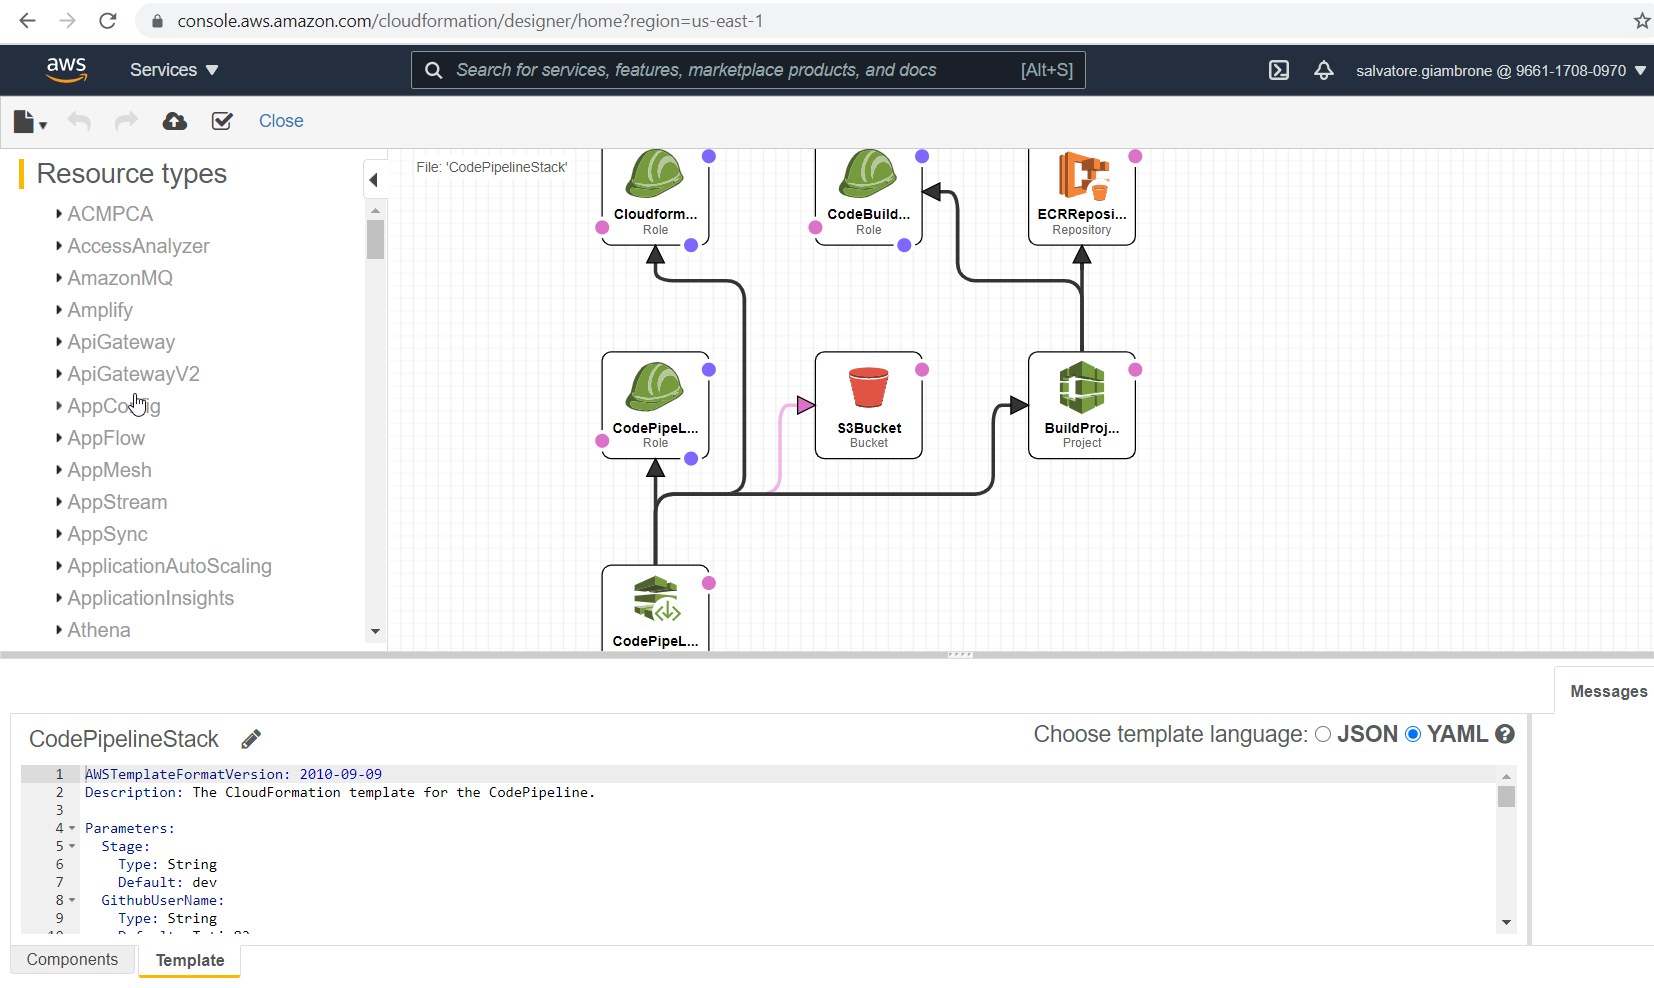 console.aws.amazon.com/cloudformation/designer/home?region=us-east-1
aws
Services
Search for services, features, marketplace products, and docs
[Alt+S]
salvatore.giambrone @ 9661-1708-0970
Close
Resource types
ACMPCA
AccessAnalyzer
AmazonMQ
Amplify
ApiGateway
ApiGatewayV2
AppConfig
AppFlow
AppMesh
AppStream
AppSync
ApplicationAutoScaling
ApplicationInsights
Athena
File: 'CodePipelineStack'
Cloudform...
Role
CodeBuild...
Role
ECRReposi...
Repository
CodePipeL...
Role
S3Bucket
Bucket
BuildProj...
Project
CodePipeL...
Messages
CodePipelineStack
Choose template language: JSON YAML ?
1 AWSTemplateFormatVersion: 2010-09-09
2 Description: The CloudFormation template for the CodePipeline.
3
4 Parameters:
5 Stage:
6 Type: String
7 Default: dev
8 GithubUserName:
9 Type: String
10 Default:
Components
Template